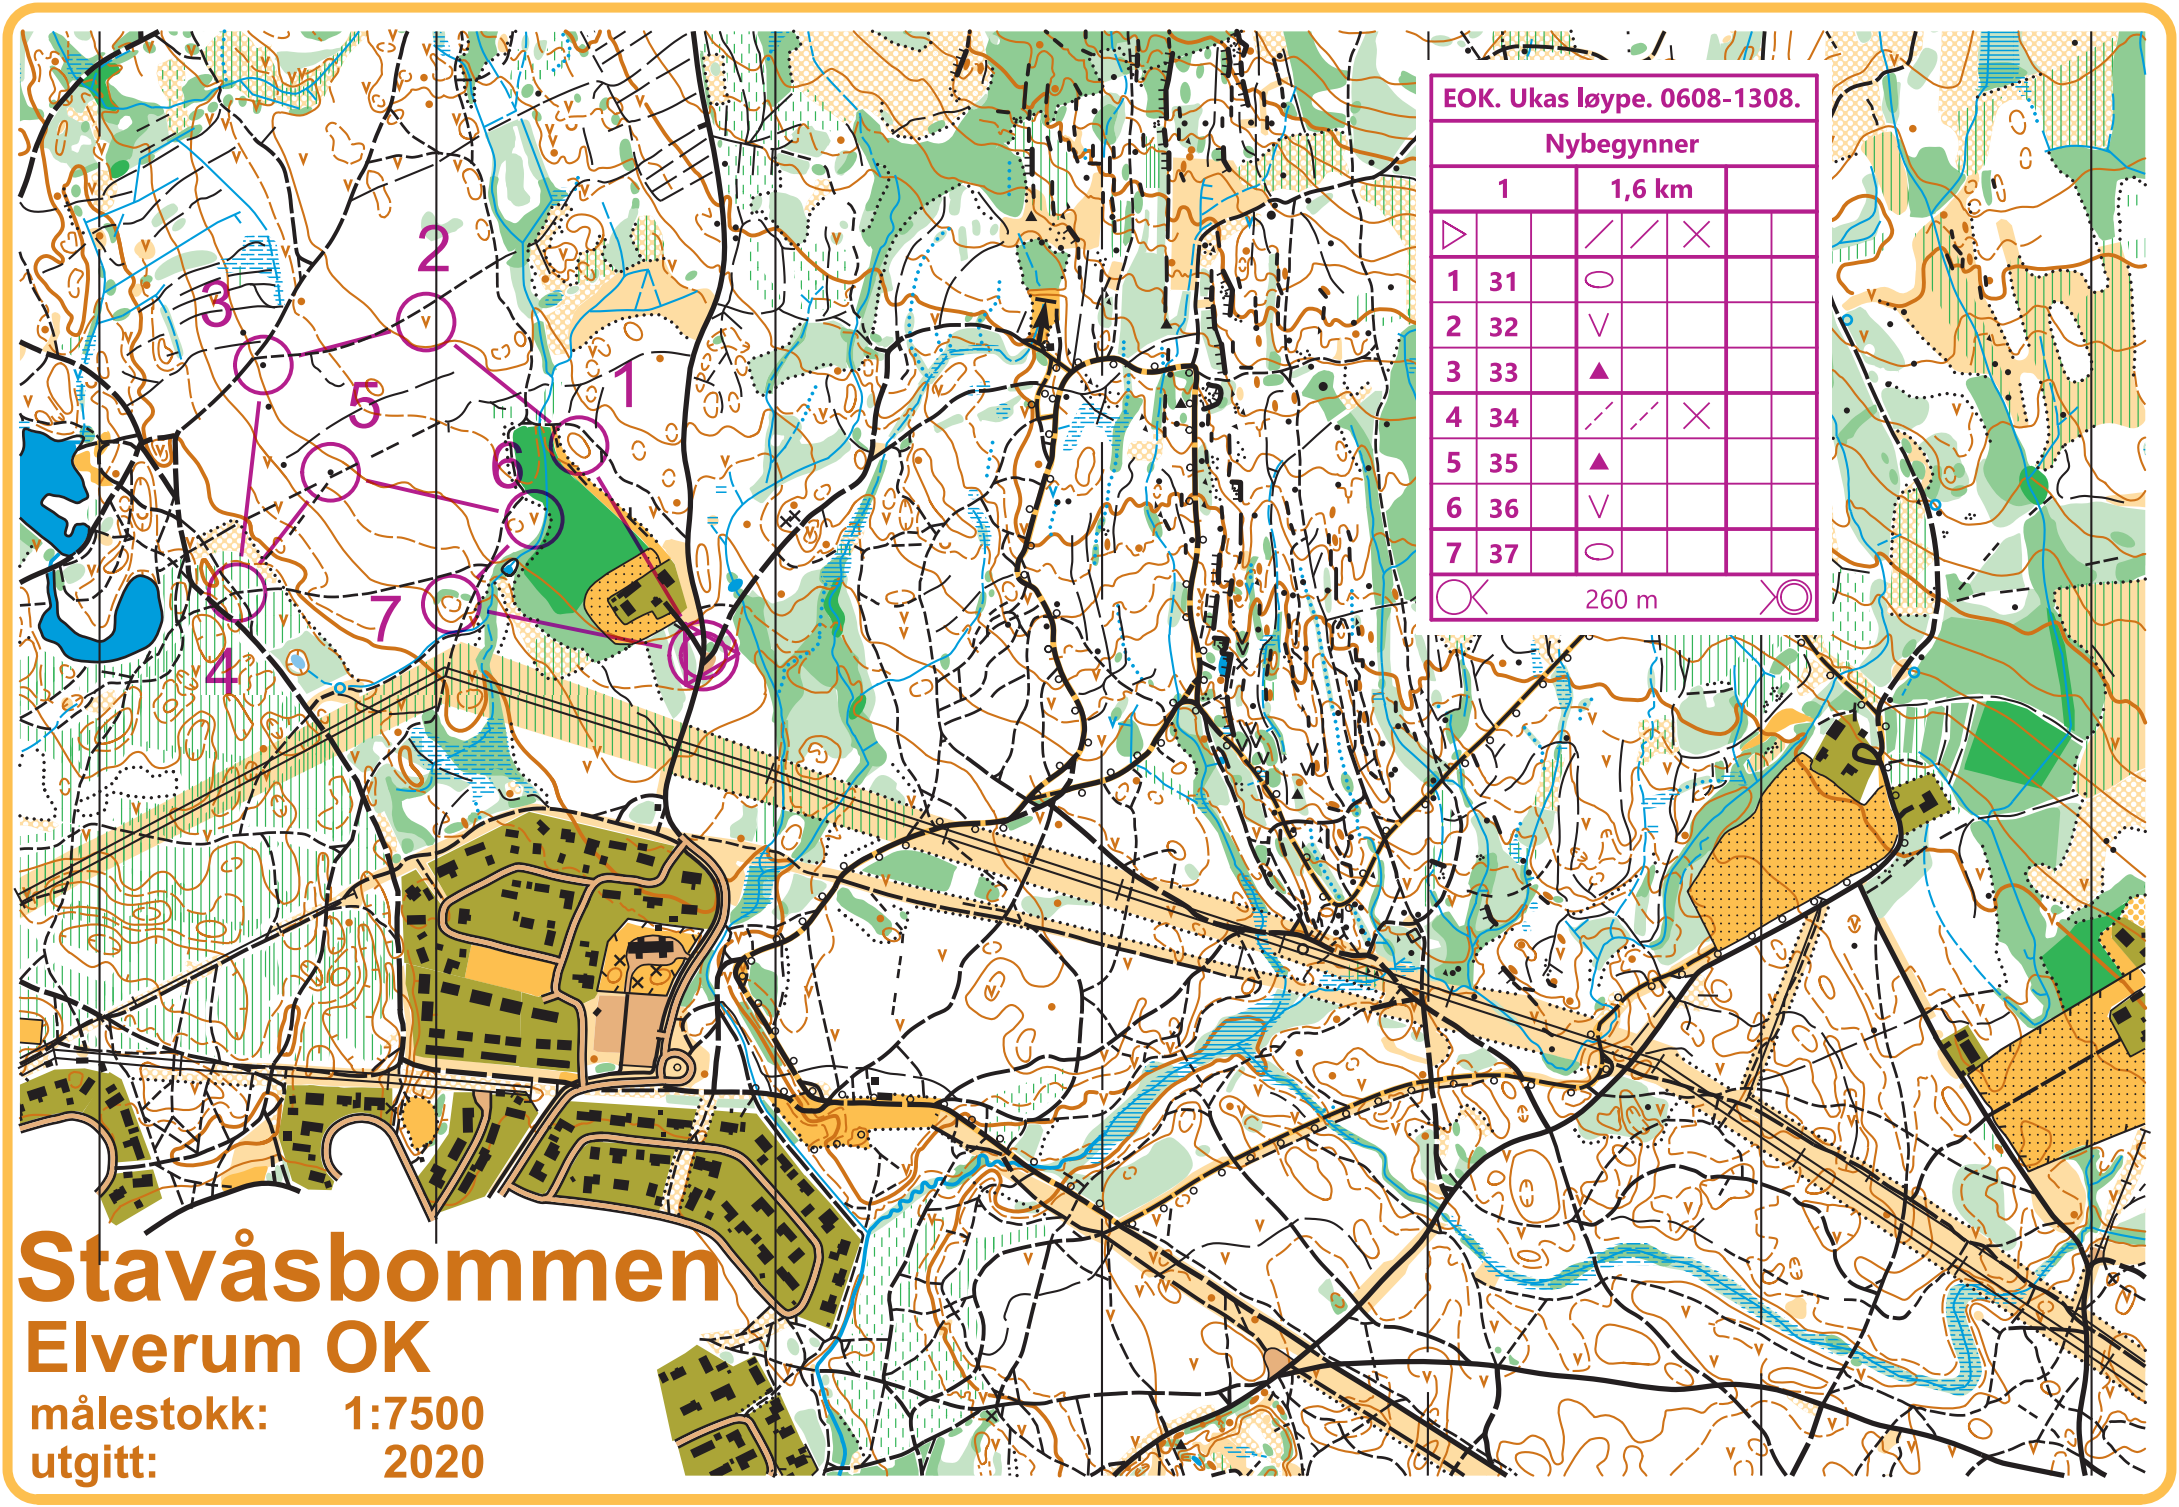 EOK. Ukas løype. 0608-1308.
Nybegynner
1 1,6 km
1 31
2 32
3 33
4 34
5 35
6 36
7 37
260 m
2
3
1
5
6
7
4
Stavåsbommen
Elverum OK
målestokk: 1:7500
utgitt: 2020